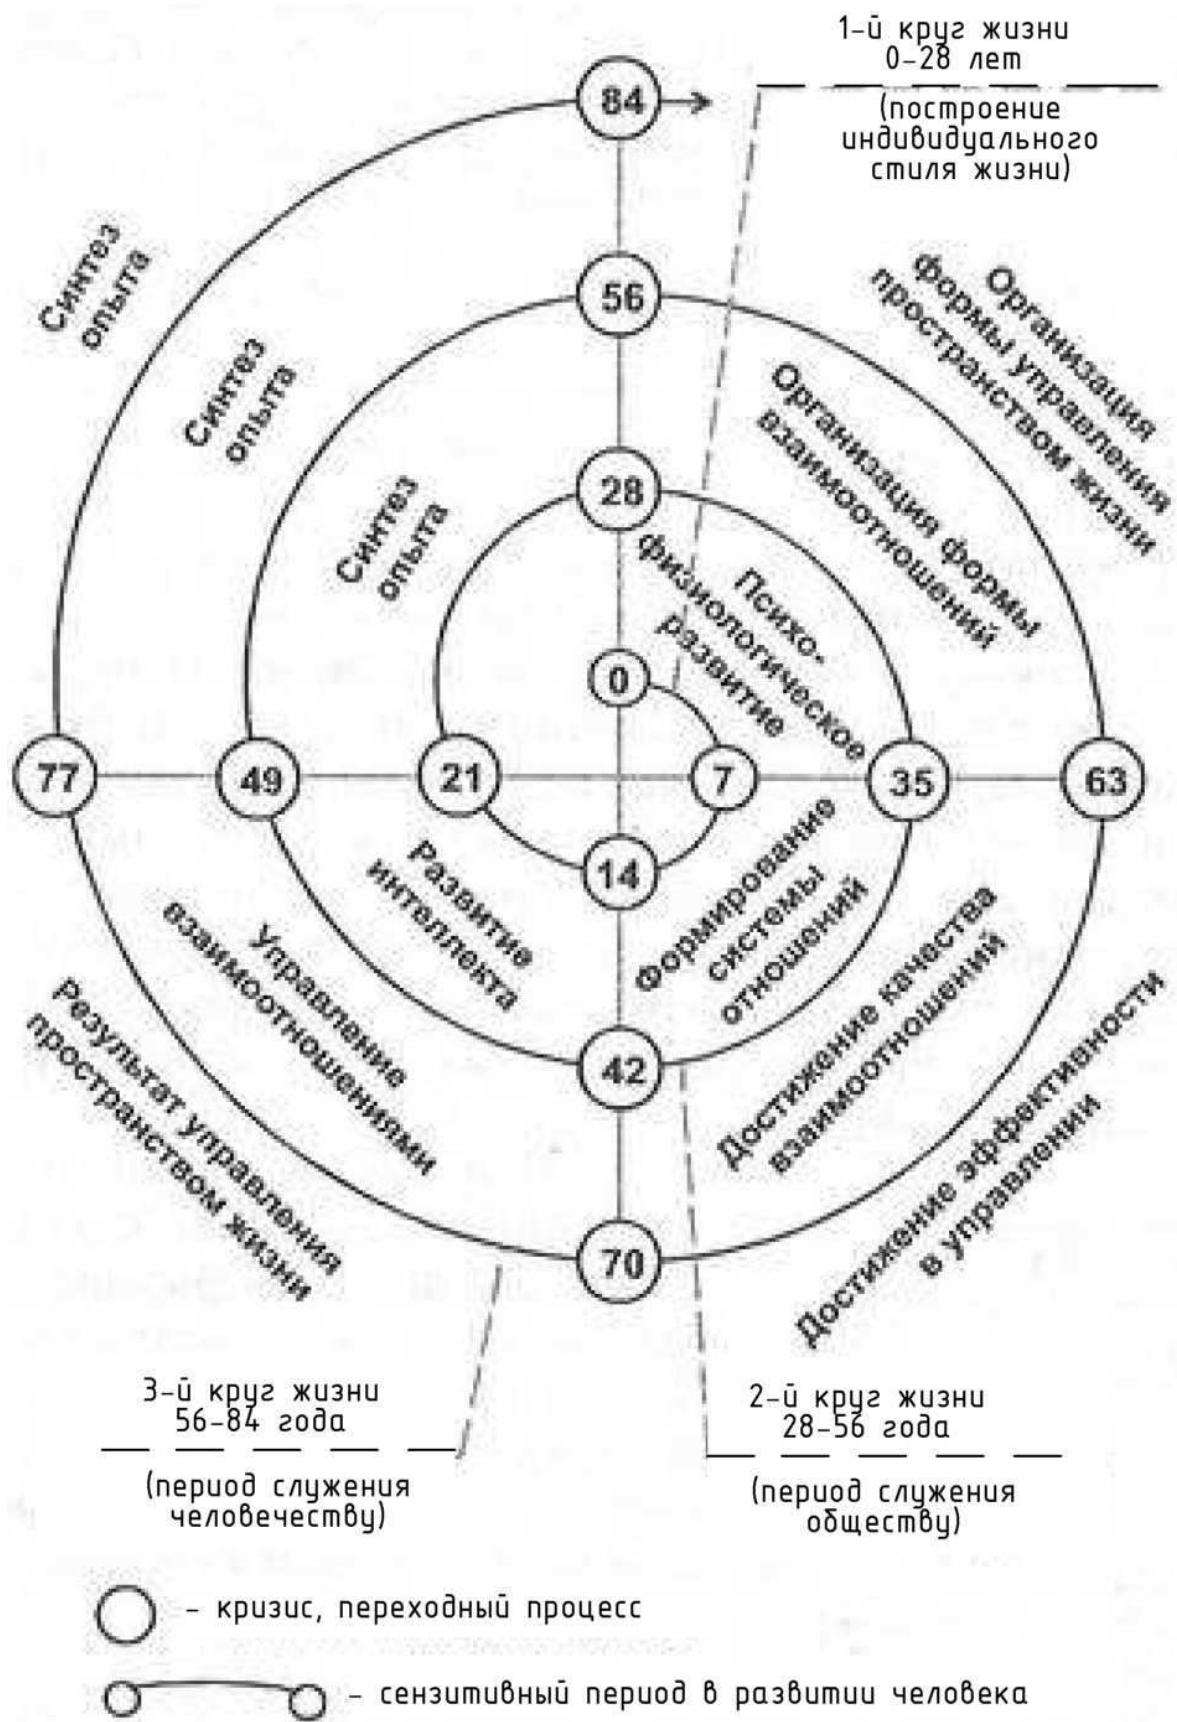 1-й круг жизни
0-28 лет
(построение
индивидуального
стиля жизни)
84
56
28
0
7
14
21
35
42
49
63
70
77
Синтез
опыта
Синтез
опыта
Синтез
опыта
Организация
формы управления
пространством жизни
Организация формы
взаимоотношений
Психо-
физиологическое
развитие
Развитие
интеллекта
Формирование
системы
отношений
Управление
взаимоотношениями
Достижение качества
взаимоотношений
Результат управления
пространством жизни
Достижение эффективности
в управлении
3-й круг жизни
56-84 года
(период служения
человечеству)
2-й круг жизни
28-56 года
(период служения
обществу)
- кризис, переходный процесс
- сензитивный период в развитии человека